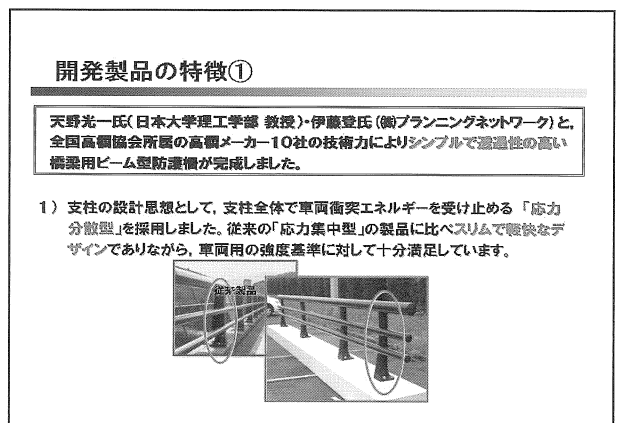 開発製品の特徴①
天野光一氏(日本大学理工学部 教授)・伊藤登氏(㈱プランニングネットワーク)と,
全国高欄協会所属の高欄メーカー10社の技術力によりシンプルで透過性の高い
橋梁用ビーム型防護柵が完成しました。
1) 支柱の設計思想として,支柱全体で車両衝突エネルギーを受け止める「応力
分散型」を採用しました。従来の「応力集中型」の製品に比べスリムで軽快なデ
ザインでありながら,車両用の強度基準に対して十分満足しています。
従来製品